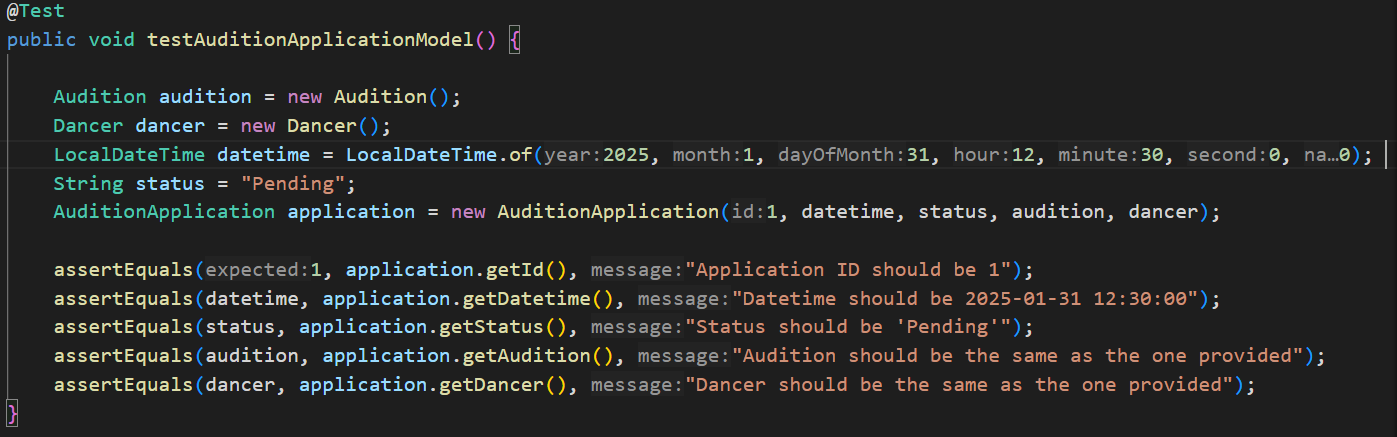 @Test
public void testAuditionApplicationModel() {
Audition audition = new Audition();
Dancer dancer = new Dancer();
LocalDateTime datetime = LocalDateTime.of(year:2025, month:1, dayOfMonth:31, hour:12, minute:30, second:0, na…0);
String status = "Pending";
AuditionApplication application = new AuditionApplication(id:1, datetime, status, audition, dancer);
assertEquals(expected:1, application.getId(), message:"Application ID should be 1");
assertEquals(datetime, application.getDatetime(), message:"Datetime should be 2025-01-31 12:30:00");
assertEquals(status, application.getStatus(), message:"Status should be 'Pending'");
assertEquals(audition, application.getAudition(), message:"Audition should be the same as the one provided");
assertEquals(dancer, application.getDancer(), message:"Dancer should be the same as the one provided");
}